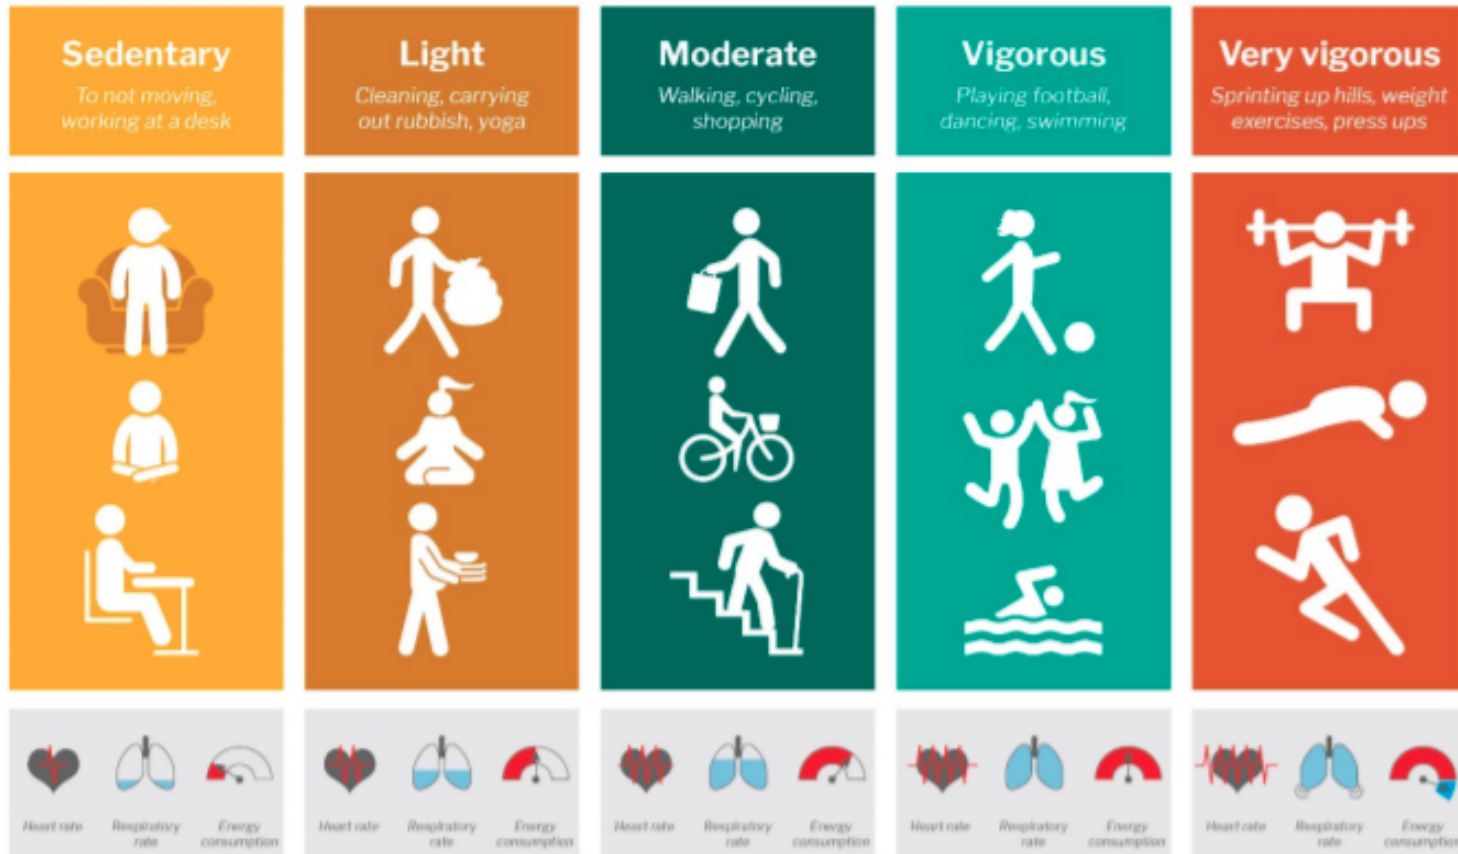 Sedentary
To not moving,
working at a desk
Light
Cleaning, carrying
out rubbish, yoga
Moderate
Walking, cycling,
shopping
Vigorous
Playing football,
dancing, swimming
Very vigorous
Sprinting up hills, weight
exercises, press ups
Heart rate
Respiratory
rate
Energy
consumption
Heart rate
Respiratory
rate
Energy
consumption
Heart rate
Respiratory
rate
Energy
consumption
Heart rate
Respiratory
rate
Energy
consumption
Heart rate
Respiratory
rate
Energy
consumption